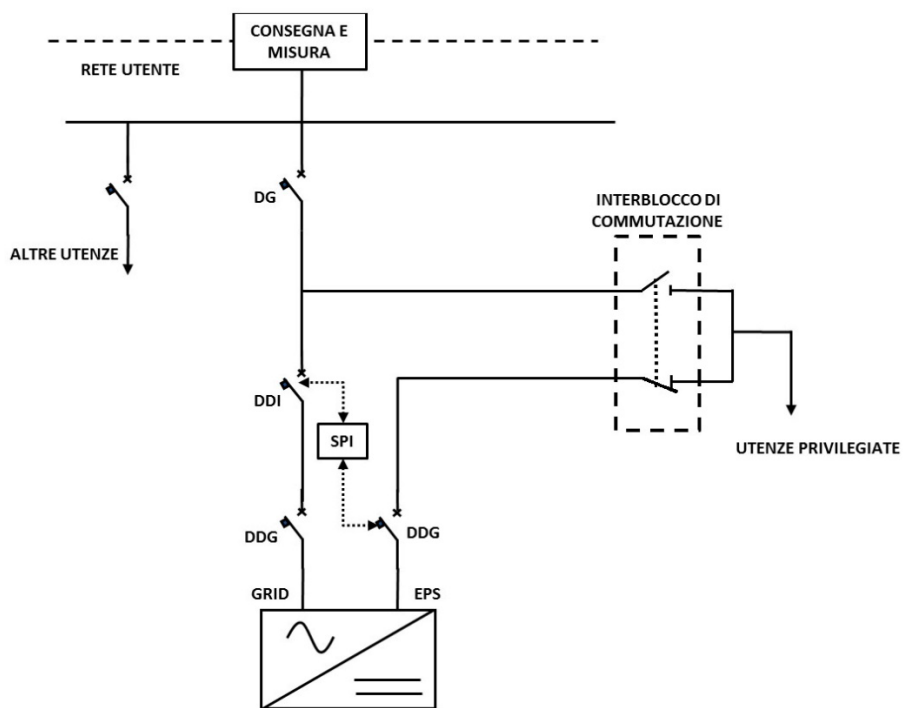 CONSEGNA E
MISURA
RETE UTENTE
DG
INTERBLOCCO DI
COMMUTAZIONE
ALTRE UTENZE
DDI
SPI
UTENZE PRIVILEGIATE
DDG
DDG
GRID
EPS